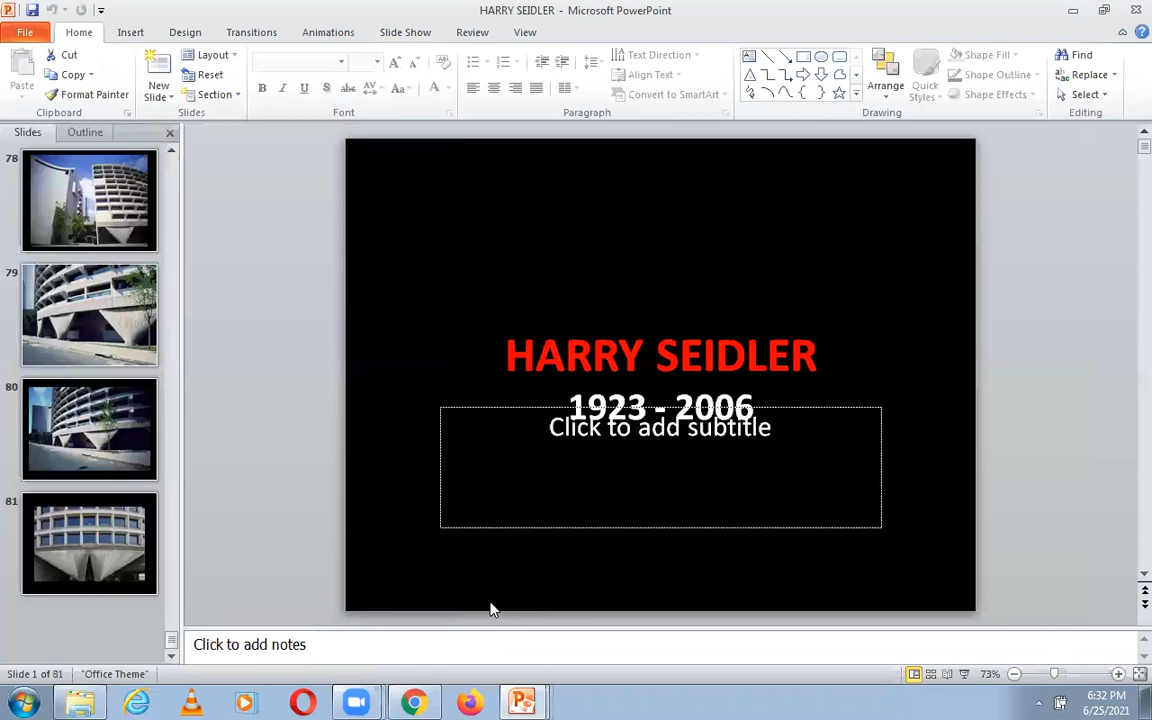 HARRY SEIDLER - Microsoft PowerPoint
File Home Insert Design Transitions Animations Slide Show Review View
Paste
Cut
Copy
Format Painter
Clipboard
New Slide
Layout
Reset
Section
Slides
B I U S abc AV Aa A
Font
Text Direction
Align Text
Convert to SmartArt
Paragraph
Arrange
Quick Styles
Shape Fill
Shape Outline
Shape Effects
Drawing
Find
Replace
Select
Editing
Slides Outline
78
79
80
81
HARRY SEIDLER
1923 - 2006
Click to add subtitle
Click to add notes
Slide 1 of 81 "Office Theme" 73%
6:32 PM
6/25/2021